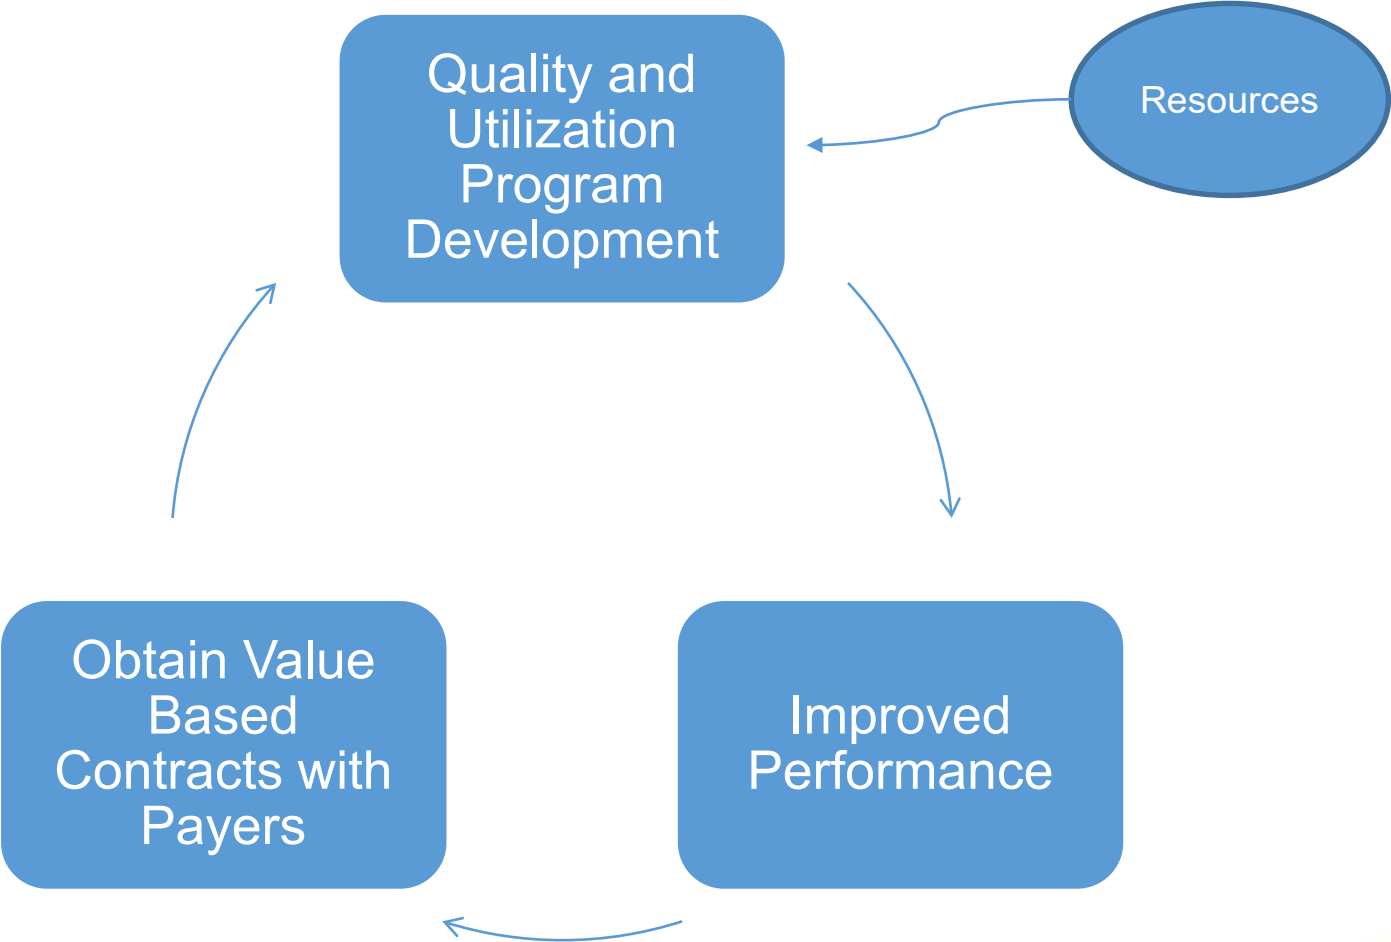 Quality and
Utilization
Program
Development
Resources
Obtain Value
Based
Contracts with
Payers
Improved
Performance